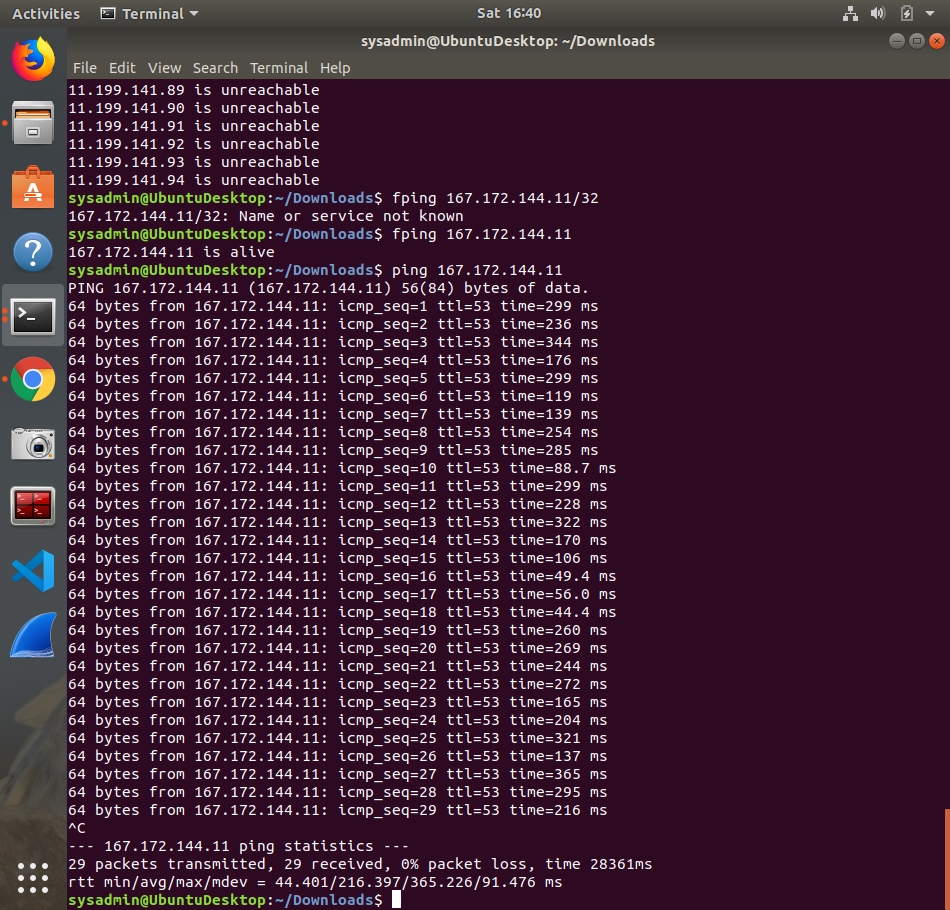 Activities Terminal Sat 16:40
sysadmin@UbuntuDesktop: ~/Downloads
File Edit View Search Terminal Help
11.199.141.89 is unreachable
11.199.141.90 is unreachable
11.199.141.91 is unreachable
11.199.141.92 is unreachable
11.199.141.93 is unreachable
11.199.141.94 is unreachable
sysadmin@UbuntuDesktop:~/Downloads$ fping 167.172.144.11/32
167.172.144.11/32: Name or service not known
sysadmin@UbuntuDesktop:~/Downloads$ fping 167.172.144.11
167.172.144.11 is alive
sysadmin@UbuntuDesktop:~/Downloads$ ping 167.172.144.11
PING 167.172.144.11 (167.172.144.11) 56(84) bytes of data.
64 bytes from 167.172.144.11: icmp_seq=1 ttl=53 time=299 ms
64 bytes from 167.172.144.11: icmp_seq=2 ttl=53 time=236 ms
64 bytes from 167.172.144.11: icmp_seq=3 ttl=53 time=344 ms
64 bytes from 167.172.144.11: icmp_seq=4 ttl=53 time=176 ms
64 bytes from 167.172.144.11: icmp_seq=5 ttl=53 time=299 ms
64 bytes from 167.172.144.11: icmp_seq=6 ttl=53 time=119 ms
64 bytes from 167.172.144.11: icmp_seq=7 ttl=53 time=139 ms
64 bytes from 167.172.144.11: icmp_seq=8 ttl=53 time=254 ms
64 bytes from 167.172.144.11: icmp_seq=9 ttl=53 time=285 ms
64 bytes from 167.172.144.11: icmp_seq=10 ttl=53 time=88.7 ms
64 bytes from 167.172.144.11: icmp_seq=11 ttl=53 time=299 ms
64 bytes from 167.172.144.11: icmp_seq=12 ttl=53 time=228 ms
64 bytes from 167.172.144.11: icmp_seq=13 ttl=53 time=322 ms
64 bytes from 167.172.144.11: icmp_seq=14 ttl=53 time=170 ms
64 bytes from 167.172.144.11: icmp_seq=15 ttl=53 time=106 ms
64 bytes from 167.172.144.11: icmp_seq=16 ttl=53 time=49.4 ms
64 bytes from 167.172.144.11: icmp_seq=17 ttl=53 time=56.0 ms
64 bytes from 167.172.144.11: icmp_seq=18 ttl=53 time=44.4 ms
64 bytes from 167.172.144.11: icmp_seq=19 ttl=53 time=260 ms
64 bytes from 167.172.144.11: icmp_seq=20 ttl=53 time=269 ms
64 bytes from 167.172.144.11: icmp_seq=21 ttl=53 time=244 ms
64 bytes from 167.172.144.11: icmp_seq=22 ttl=53 time=272 ms
64 bytes from 167.172.144.11: icmp_seq=23 ttl=53 time=165 ms
64 bytes from 167.172.144.11: icmp_seq=24 ttl=53 time=204 ms
64 bytes from 167.172.144.11: icmp_seq=25 ttl=53 time=321 ms
64 bytes from 167.172.144.11: icmp_seq=26 ttl=53 time=137 ms
64 bytes from 167.172.144.11: icmp_seq=27 ttl=53 time=365 ms
64 bytes from 167.172.144.11: icmp_seq=28 ttl=53 time=295 ms
64 bytes from 167.172.144.11: icmp_seq=29 ttl=53 time=216 ms
^C
--- 167.172.144.11 ping statistics ---
29 packets transmitted, 29 received, 0% packet loss, time 28361ms
rtt min/avg/max/mdev = 44.401/216.397/365.226/91.476 ms
sysadmin@UbuntuDesktop:~/Downloads$